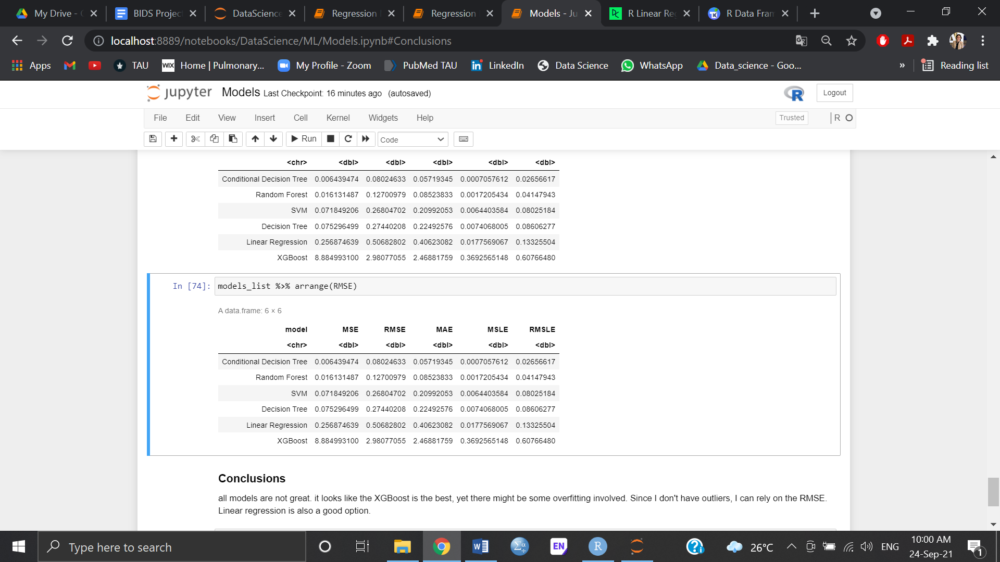 My Drive - 
BIDS Project
DataScience
Regression
Regression
Models - Ju
R Linear Re
R Data Fram
localhost:8889/notebooks/DataScience/ML/Models.ipynb#Conclusions
Apps
TAU
WIX Home | Pulmonary...
My Profile - Zoom
PubMed TAU
LinkedIn
Data Science
WhatsApp
Data_science - Goo...
»
Reading list
jupyter Models Last Checkpoint: 16 minutes ago (autosaved)
R
Logout
File Edit View Insert Cell Kernel Widgets Help
Trusted
R
Run
Code
<chr> <dbl> <dbl> <dbl> <dbl> <dbl>
Conditional Decision Tree 0.006439474 0.08024633 0.05719345 0.0007057612 0.02656617
Random Forest 0.016131487 0.12700979 0.08523833 0.0017205434 0.04147943
SVM 0.071849206 0.26804702 0.20992053 0.0064403584 0.08025184
Decision Tree 0.075296499 0.27440208 0.22492576 0.0074068005 0.08606277
Linear Regression 0.256874639 0.50682802 0.40623082 0.0177569067 0.13325504
XGBoost 8.884993100 2.98077055 2.46881759 0.3692565148 0.60766480
In [74]: models_list %>% arrange(RMSE)
A data.frame: 6 × 6
model MSE RMSE MAE MSLE RMSLE
<chr> <dbl> <dbl> <dbl> <dbl> <dbl>
Conditional Decision Tree 0.006439474 0.08024633 0.05719345 0.0007057612 0.02656617
Random Forest 0.016131487 0.12700979 0.08523833 0.0017205434 0.04147943
SVM 0.071849206 0.26804702 0.20992053 0.0064403584 0.08025184
Decision Tree 0.075296499 0.27440208 0.22492576 0.0074068005 0.08606277
Linear Regression 0.256874639 0.50682802 0.40623082 0.0177569067 0.13325504
XGBoost 8.884993100 2.98077055 2.46881759 0.3692565148 0.60766480
Conclusions
all models are not great. it looks like the XGBoost is the best, yet there might be some overfitting involved. Since I don't have outliers, I can rely on the RMSE.
Linear regression is also a good option.
Type here to search
EN
R
26°C
ENG
10:00 AM
24-Sep-21
1